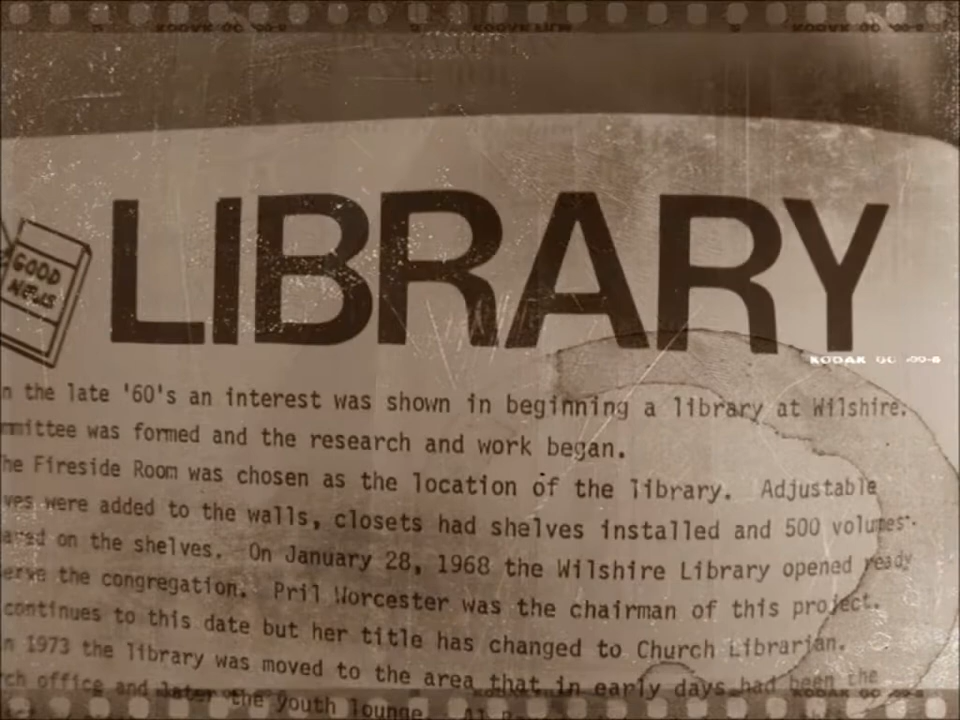 LIBRARY
GOOD
NEWS
KODAK GC 400-8
n the late '60's an interest was shown in beginning a library at Wilshire.
mmittee was formed and the research and work began.
he Fireside Room was chosen as the location of the library. Adjustable
ves were added to the walls, closets had shelves installed and 500 volumes
on the shelves. On January 28, 1968 the Wilshire Library opened ready
erve the congregation. Pril Worcester was the chairman of this project.
continues to this date but her title has changed to Church Librarian.
n 1973 the library was moved to the area that in early days had been the
rch office and later the youth lounge.